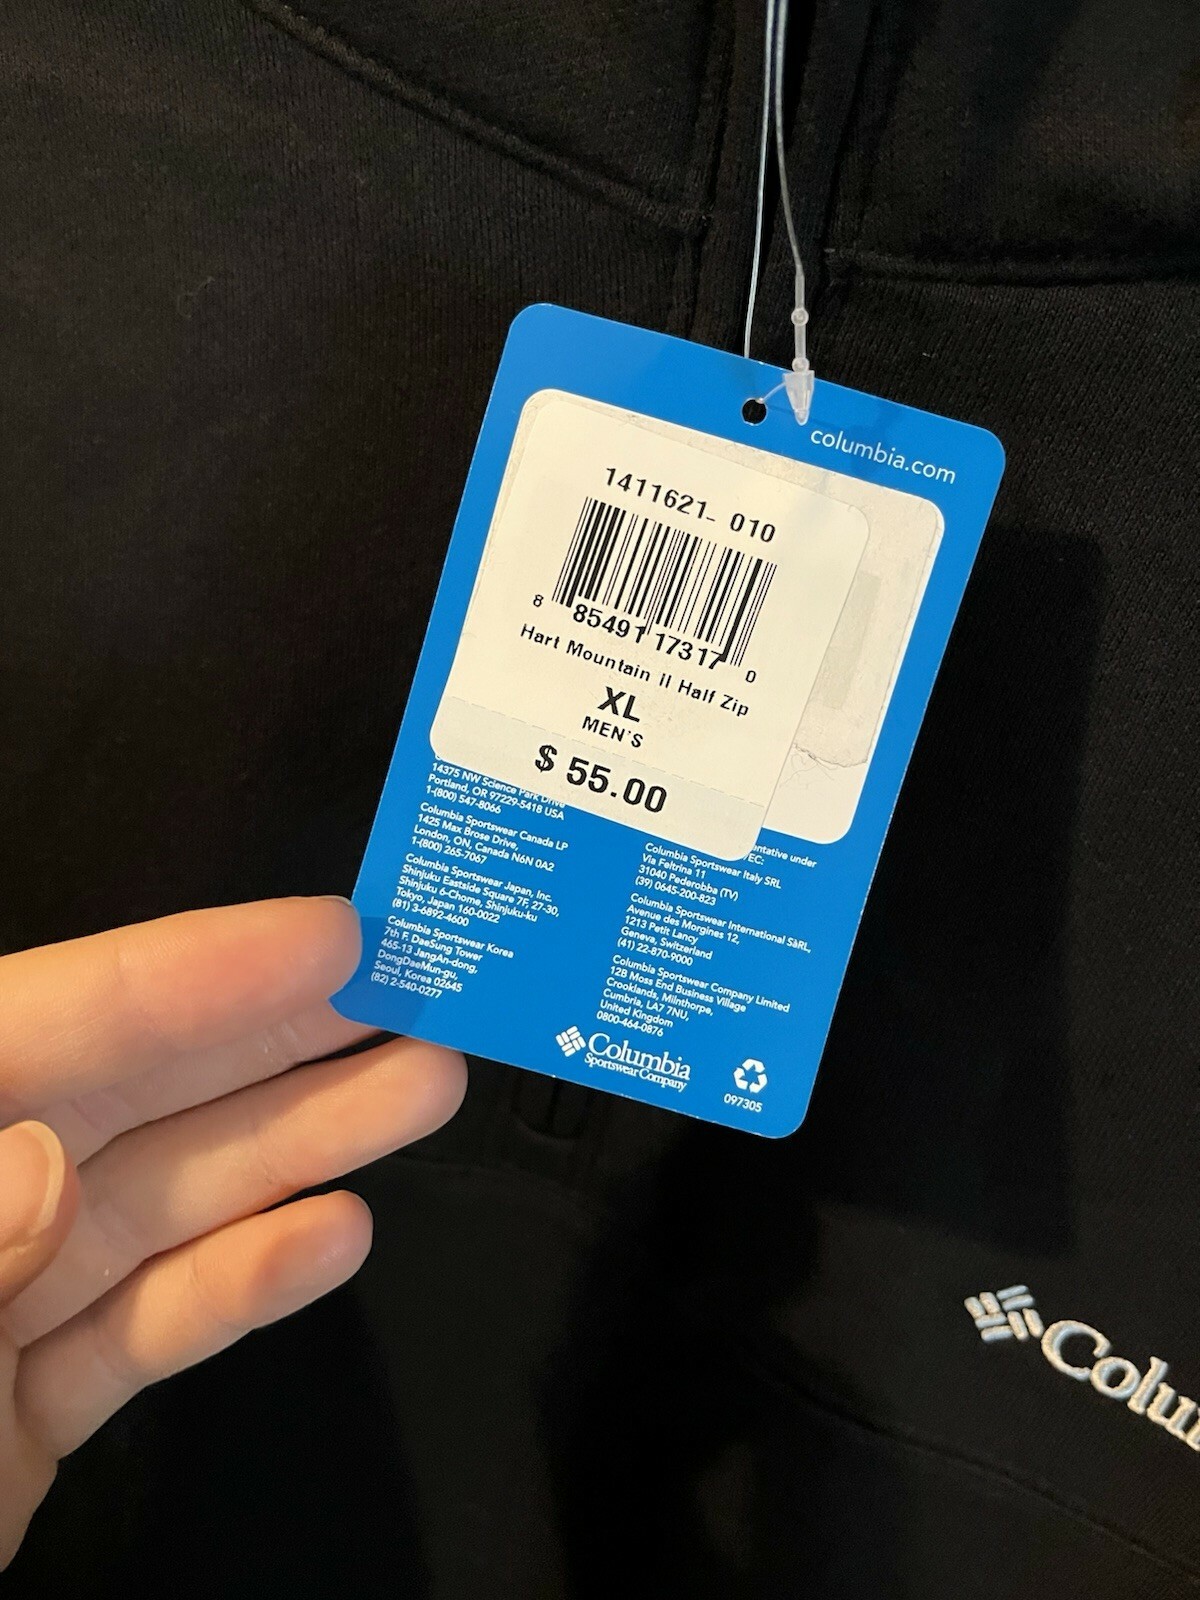 columbia.com
1411621- 010
8 85491 17317 0
Hart Mountain iI Half Zip
XL
MEN'S
$ 55.00
14375 NW Science Park Drive
Portland, OR 97229-5418 USA
1-(800) 547-8066
Columbia Sportswear Canada LP
1425 Max Brose Drive,
London, ON, Canada N6N 0A2
1-(800) 265-7067
Columbia Sportswear Japan, Inc.
Shinjuku Eastside Square 7F, 27-30,
Shinjuku 6-Chome, Shinjuku-ku
Tokyo, Japan 160-0022
(81) 3-6892-4600
Columbia Sportswear Korea
7th F. DaeSung Tower
465-13 JangAn-dong,
DongDaeMun-gu,
Seoul, Korea 02645
(82) 2-540-0277
under
EC:
Columbia Sportswear Italy SRL
Via Feltrina 11
31040 Pederobba (TV)
(39) 0645-200-823
Columbia Sportswear International SàRL,
Avenue des Morgines 12,
1213 Petit Lancy
Geneva, Switzerland
(41) 22-870-9000
Columbia Sportswear Company Limited
12B Moss End Business Village
Crooklands, Milnthorpe,
Cumbria, LA7 7NU,
United Kingdom
0800-464-0876
Columbia
Sportswear Company
097305
Colu